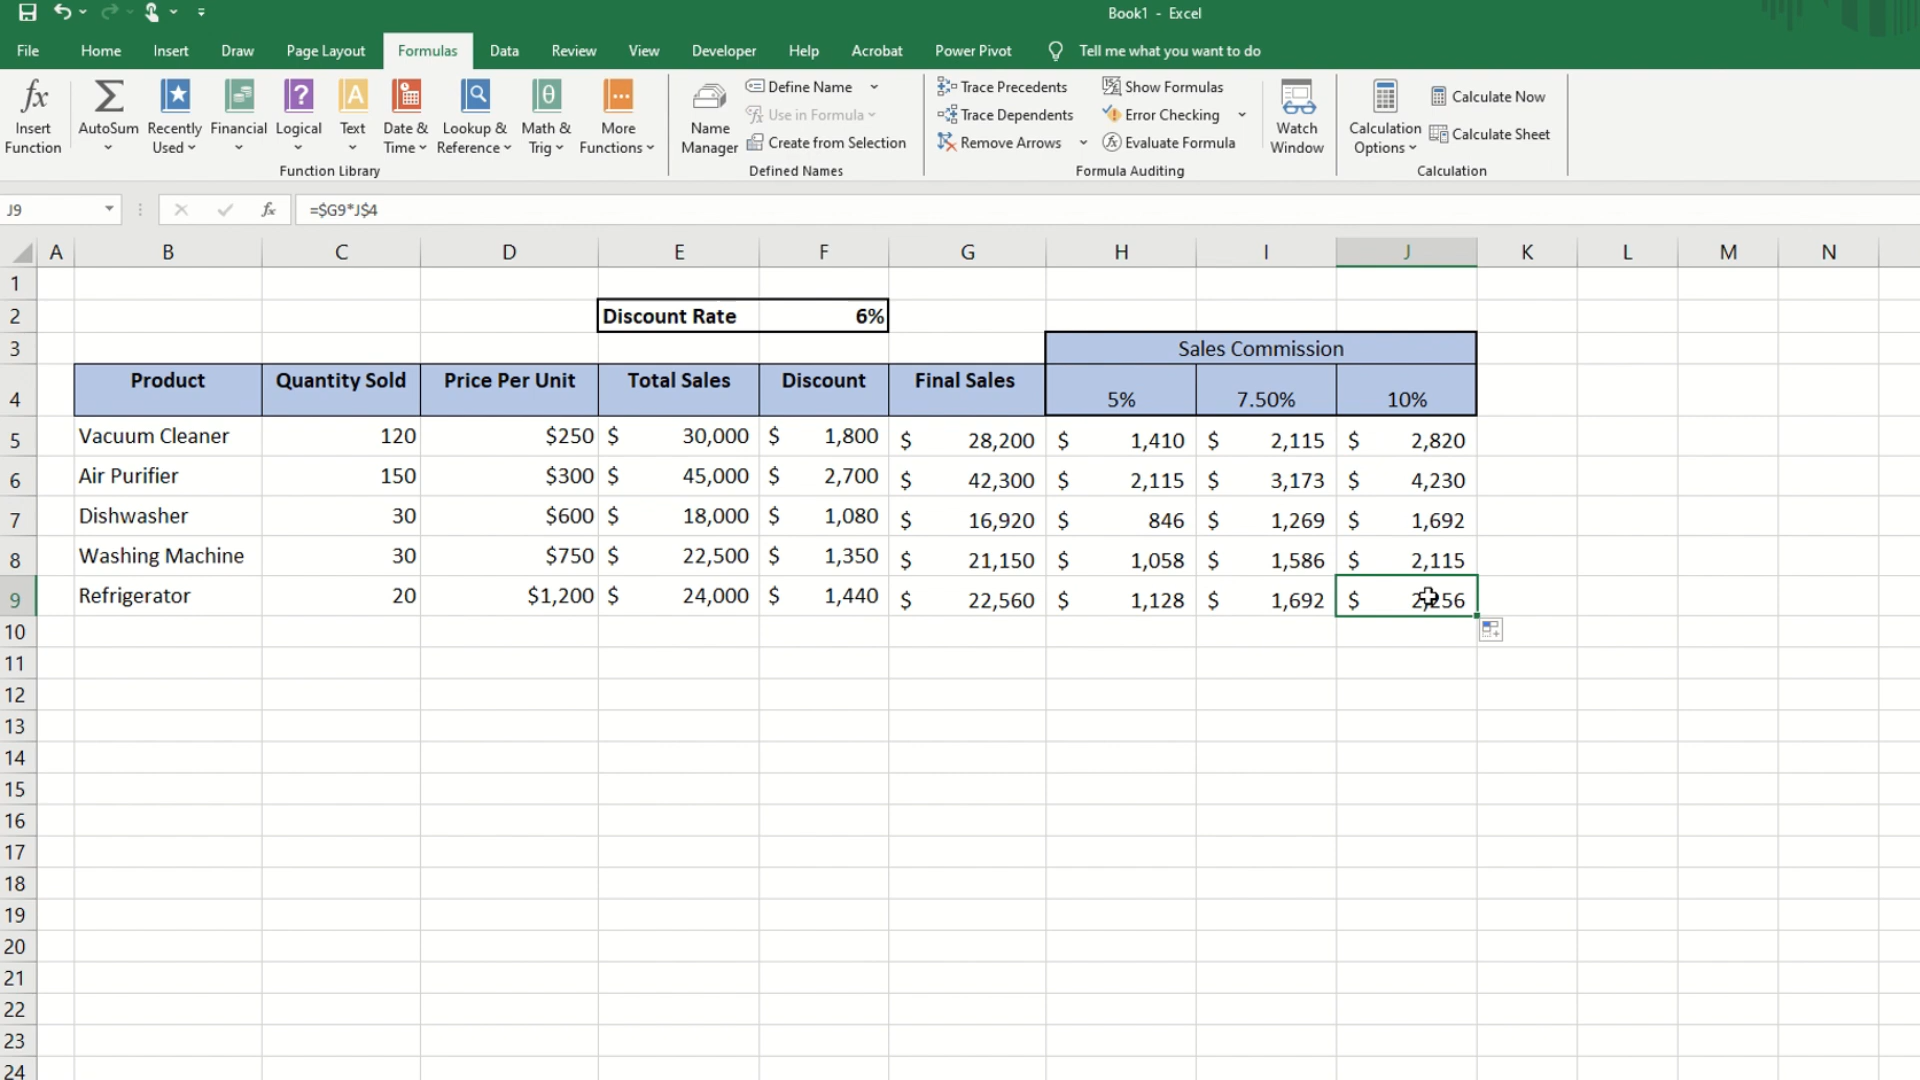 Book1 - Excel
File Home Insert Draw Page Layout Formulas Data Review View Developer Help Acrobat Power Pivot Tell me what you want to do
fx Insert Function
Σ AutoSum
Recently Used
Financial
? Logical
A Text
Date & Time
Lookup & Reference
θ Math & Trig
More Functions
Function Library
Name Manager
Define Name
Use in Formula
Create from Selection
Defined Names
Trace Precedents
Trace Dependents
Remove Arrows
Show Formulas
Error Checking
Evaluate Formula
Formula Auditing
Watch Window
Calculation Options
Calculate Now
Calculate Sheet
Calculation
J9 fx =$G9*J$4
A B C D E F G H I J K L M N
1
2 Discount Rate 6%
3 Sales Commission
4 Product Quantity Sold Price Per Unit Total Sales Discount Final Sales 5% 7.50% 10%
5 Vacuum Cleaner 120 $250 $ 30,000 $ 1,800 $ 28,200 $ 1,410 $ 2,115 $ 2,820
6 Air Purifier 150 $300 $ 45,000 $ 2,700 $ 42,300 $ 2,115 $ 3,173 $ 4,230
7 Dishwasher 30 $600 $ 18,000 $ 1,080 $ 16,920 $ 846 $ 1,269 $ 1,692
8 Washing Machine 30 $750 $ 22,500 $ 1,350 $ 21,150 $ 1,058 $ 1,586 $ 2,115
9 Refrigerator 20 $1,200 $ 24,000 $ 1,440 $ 22,560 $ 1,128 $ 1,692 $ 2,256
10
11
12
13
14
15
16
17
18
19
20
21
22
23
24